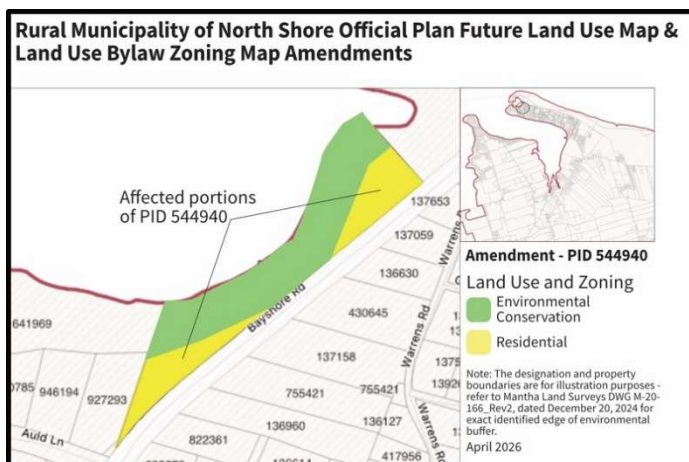 Rural Municipality of North Shore Official Plan Future Land Use Map &
Land Use Bylaw Zoning Map Amendments
Affected portions
of PID 544940
137653
137059
Warrens R
136630
Bayshore Rd
430645
Warrens Rd
641969
137158
755421
755421
946194
927293
136960
136127
Auld Ln
822361
417956
Amendment - PID 544940
Land Use and Zoning
Environmental
Conservation
Residential
Note: The designation and property
boundaries are for illustration purposes -
refer to Mantha Land Surveys DWG M-20-
166_Rev2, dated December 20, 2024 for
exact identified edge of environmental
buffer.
April 2026